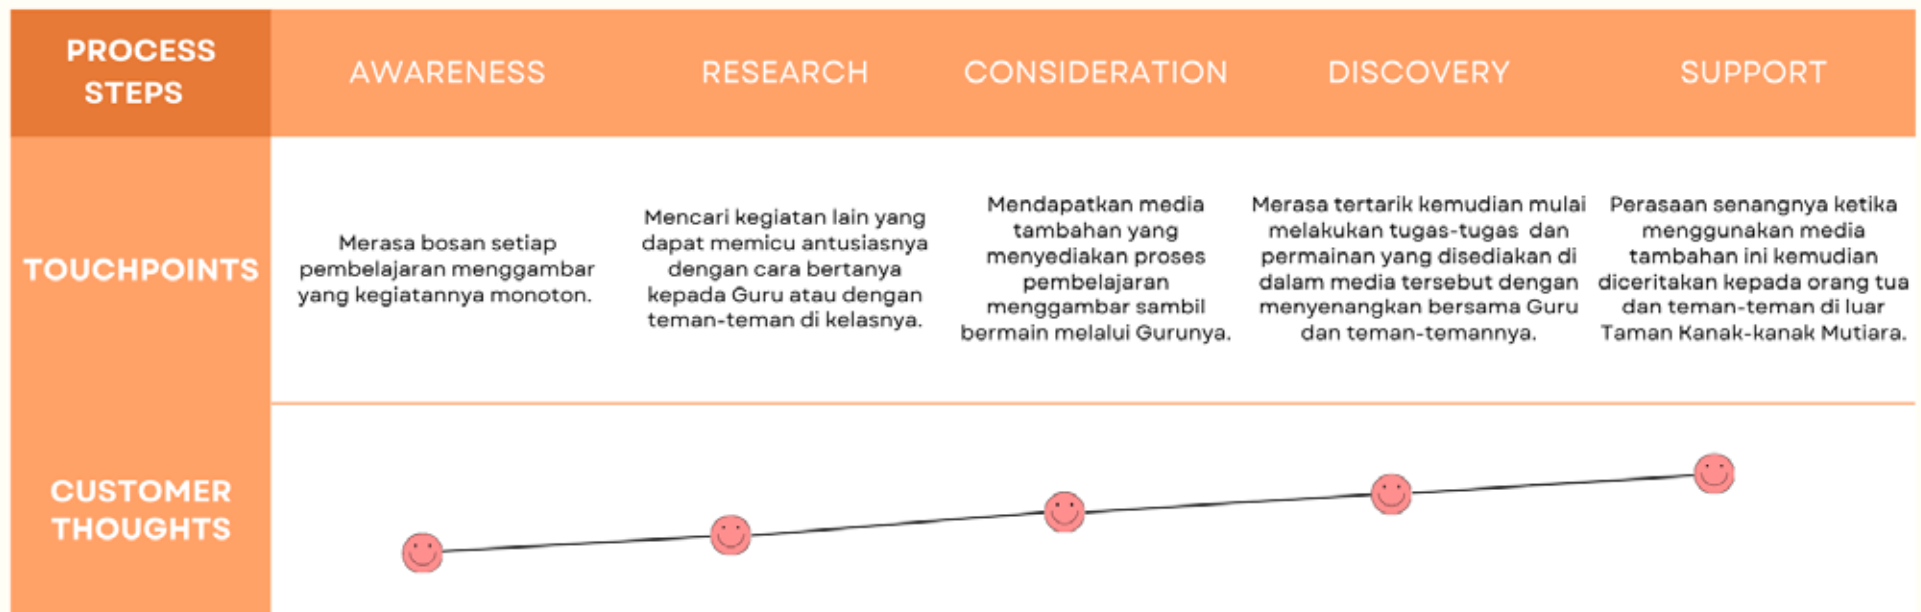 PROCESS
STEPS
AWARENESS
RESEARCH
CONSIDERATION
DISCOVERY
SUPPORT
TOUCHPOINTS
Merasa bosan setiap
pembelajaran menggambar
yang kegiatannya monoton.
Mencari kegiatan lain yang
dapat memicu antusiasnya
dengan cara bertanya
kepada Guru atau dengan
teman-teman di kelasnya.
Mendapatkan media
tambahan yang
menyediakan proses
pembelajaran
menggambar sambil
bermain melalui Gurunya.
Merasa tertarik kemudian mulai
melakukan tugas-tugas dan
permainan yang disediakan di
dalam media tersebut dengan
menyenangkan bersama Guru
dan teman-temannya.
Perasaan senangnya ketika
menggunakan media
tambahan ini kemudian
diceritakan kepada orang tua
dan teman-teman di luar
Taman Kanak-kanak Mutiara.
CUSTOMER
THOUGHTS